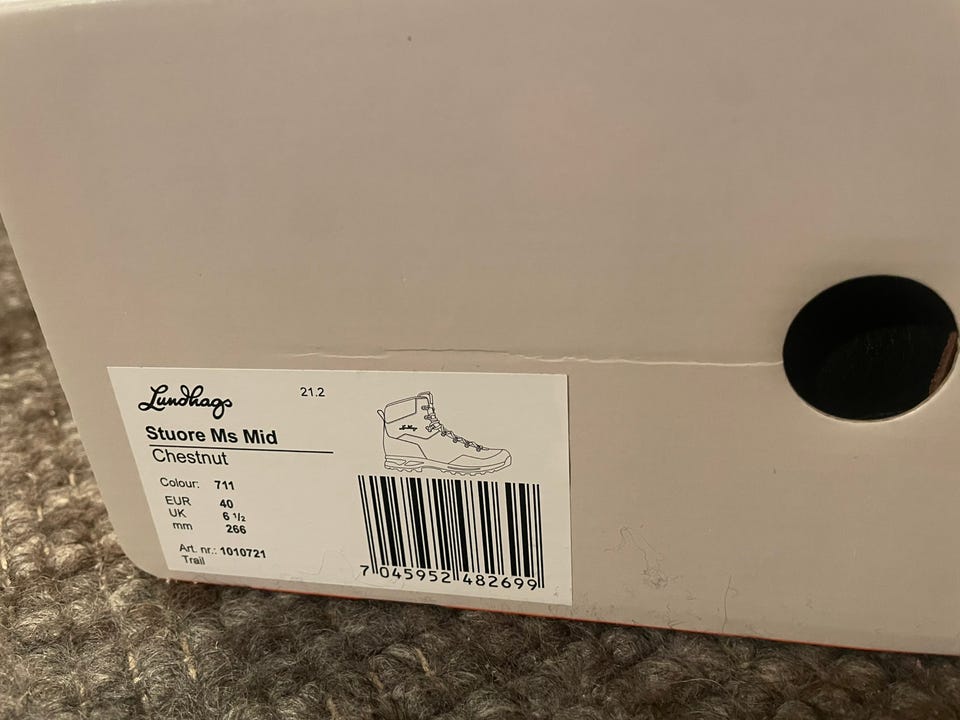 Lundhags
21.2
Stuore Ms Mid
Chestnut
Colour: 711
EUR 40
UK 6 1/2
mm 266
Art. nr.: 1010721
Trail
Lundhags
7 045952 482699